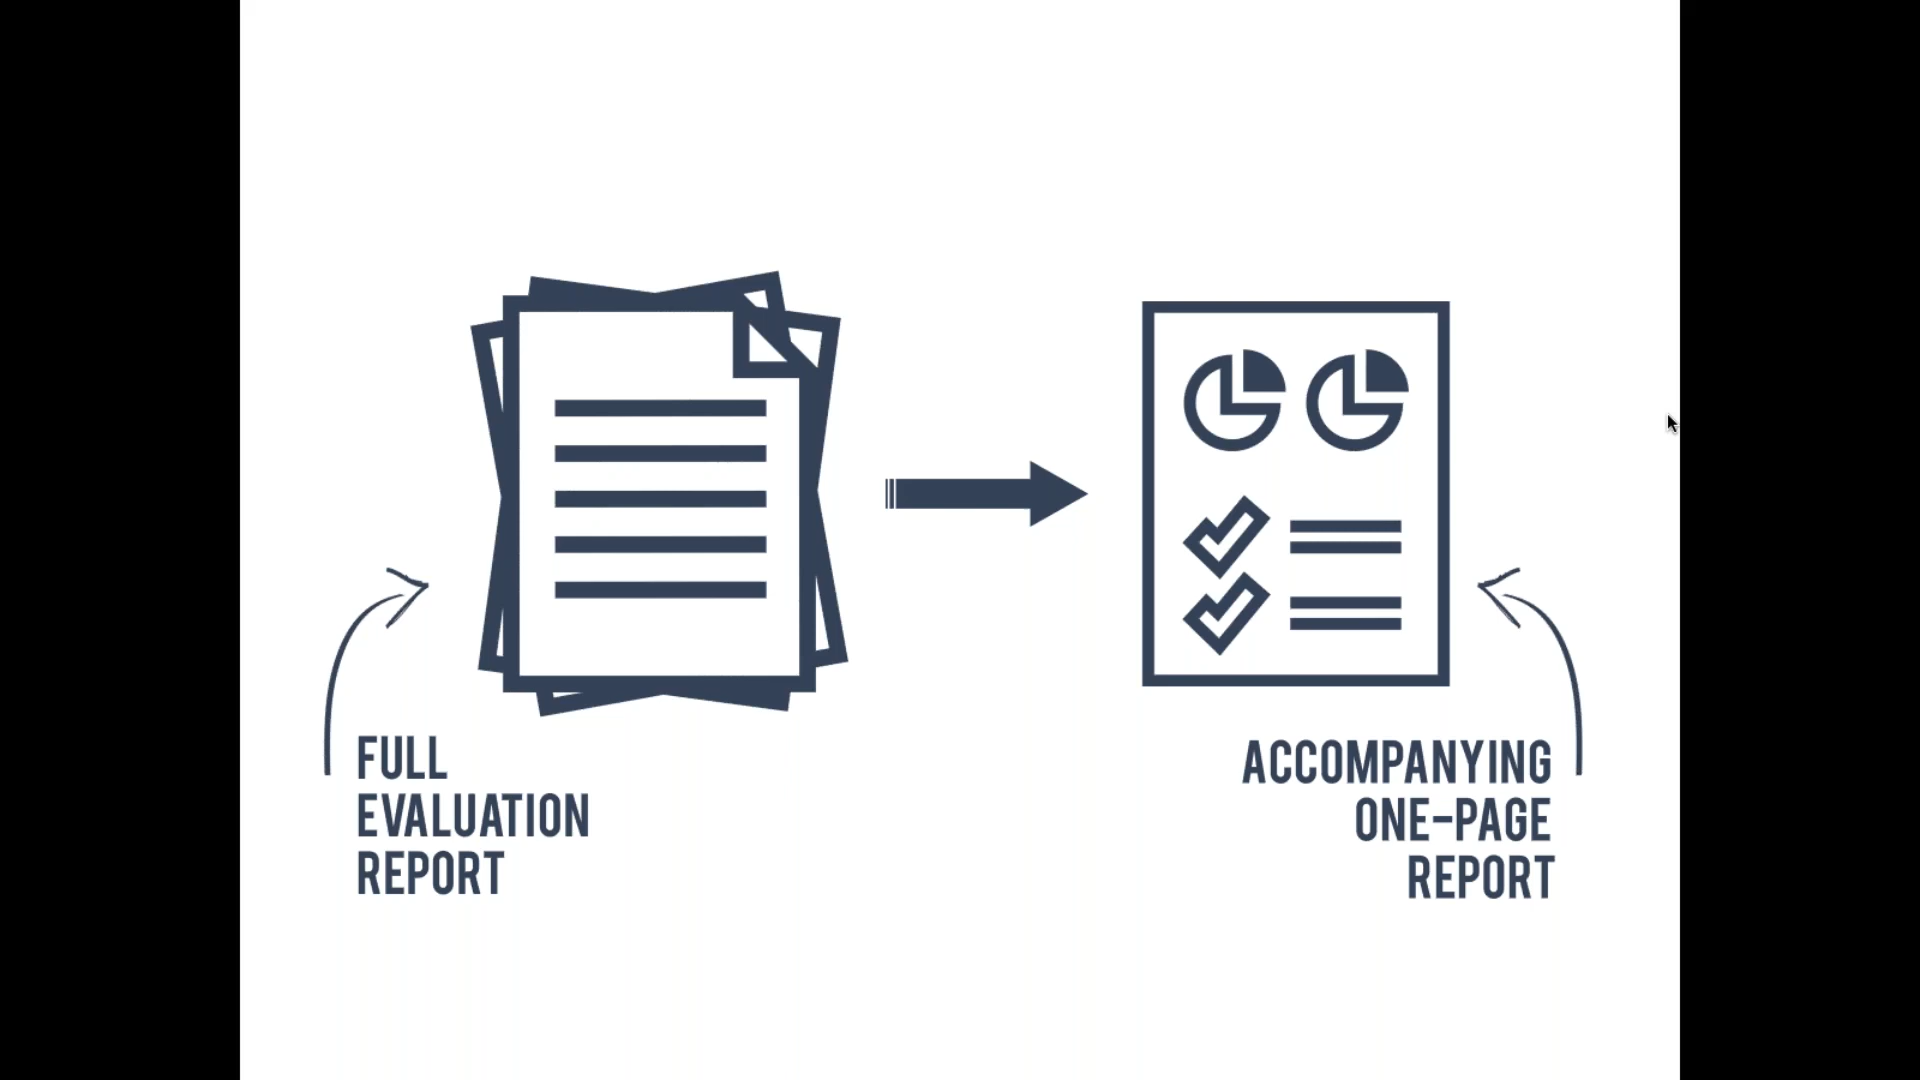 FULL
EVALUATION
REPORT
ACCOMPANYING
ONE-PAGE
REPORT